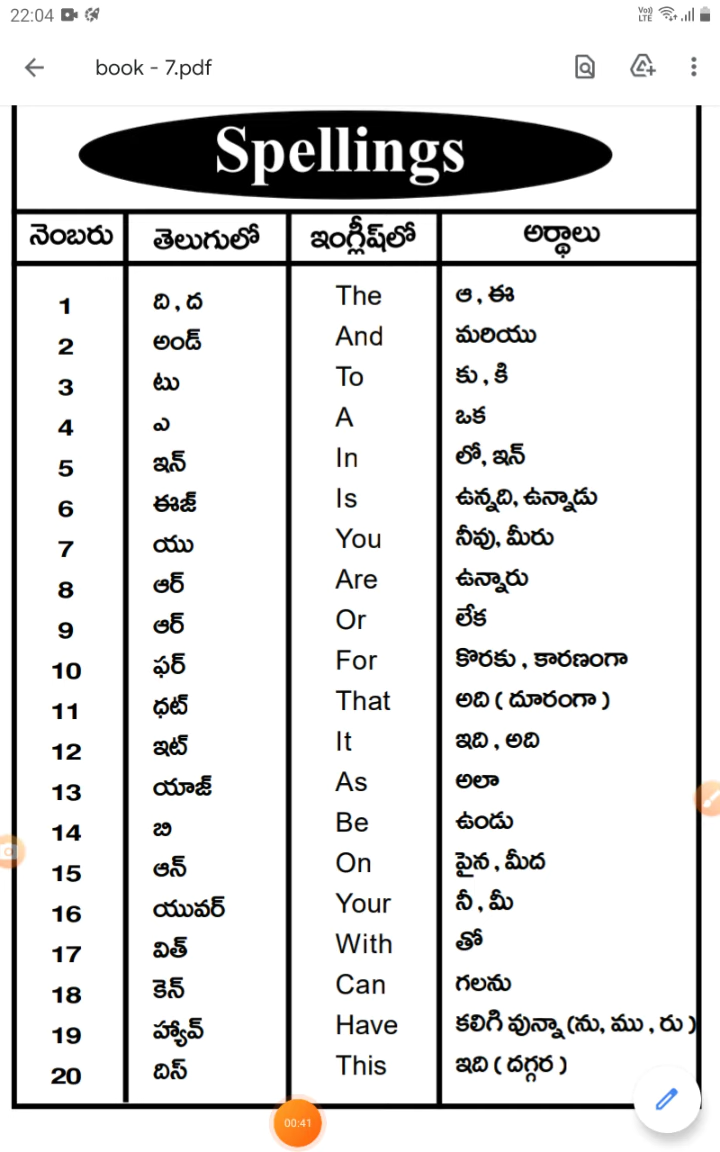 22:04
Vo)) LTE
book - 7.pdf
Spellings
నెంబరు తెలుగులో ఇంగ్లీష్‌లో అర్థాలు
1 ది , ద The ఆ , ఈ
2 అండ్ And మరియు
3 టు To కు , కి
4 ఎ A ఒక
5 ఇన్ In లో, ఇన్
6 ఈజ్ Is ఉన్నది, ఉన్నాడు
7 యు You నీవు, మీరు
8 ఆర్ Are ఉన్నారు
9 ఆర్ Or లేక
10 ఫర్ For కొరకు , కారణంగా
11 ధట్ That అది ( దూరంగా )
12 ఇట్ It ఇది , అది
13 యాజ్ As అలా
14 బి Be ఉండు
15 ఆన్ On పైన , మీద
16 యువర్ Your నీ , మీ
17 విత్ With తో
18 కెన్ Can గలను
19 హ్యావ్ Have కలిగి వున్నా (ను, ము , రు )
20 దిస్ This ఇది ( దగ్గర )
00:41